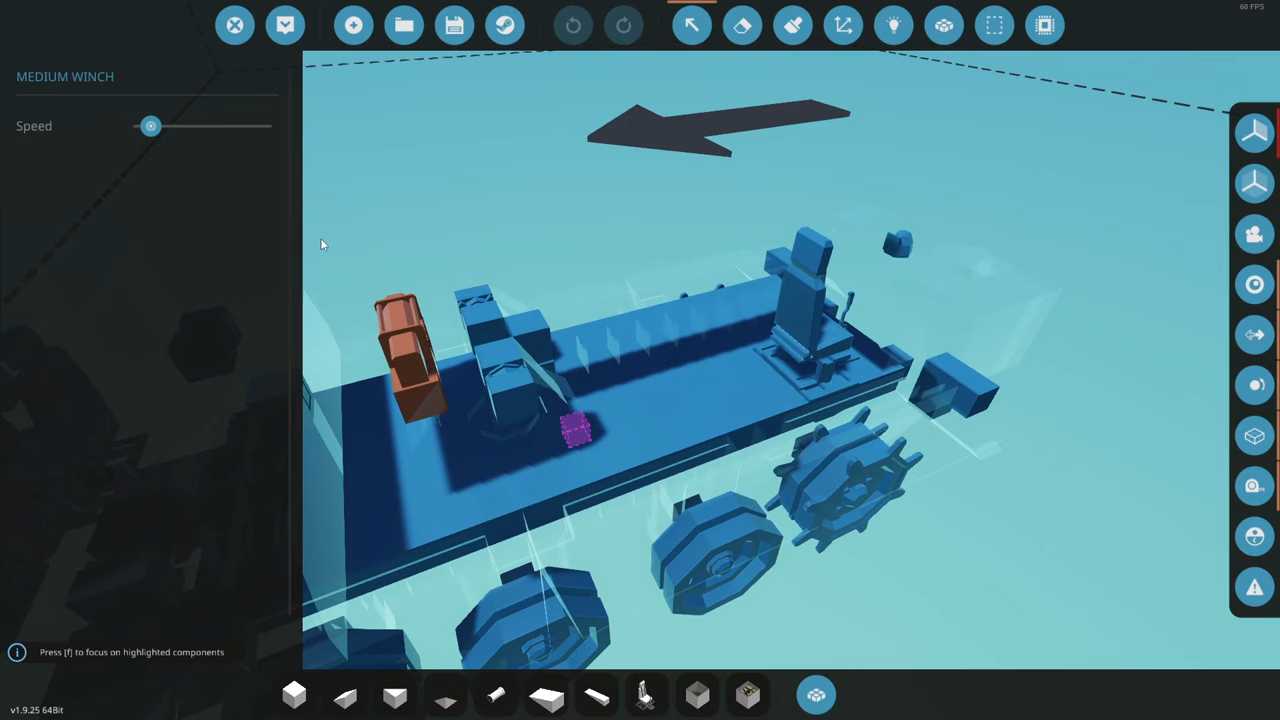 60 FPS
MEDIUM WINCH
Speed
Press [f] to focus on highlighted components
v1.9.25 64Bit